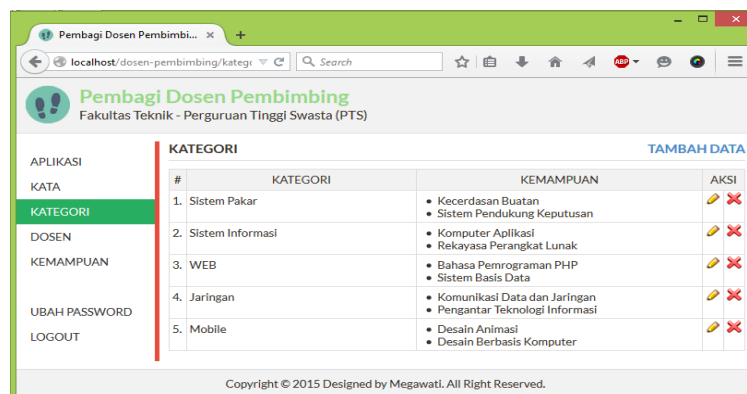 Pembagi Dosen Pembimbi... × +
localhost/dosen-pembimbing/katego Search ABP
Pembagi Dosen Pembimbing
Fakultas Teknik - Perguruan Tinggi Swasta (PTS)
APLIKASI
KATA
KATEGORI
DOSEN
KEMAMPUAN
UBAH PASSWORD
LOGOUT
KATEGORI TAMBAH DATA
# KATEGORI KEMAMPUAN AKSI
1. Sistem Pakar • Kecerdasan Buatan
• Sistem Pendukung Keputusan
2. Sistem Informasi • Komputer Aplikasi
• Rekayasa Perangkat Lunak
3. WEB • Bahasa Pemrograman PHP
• Sistem Basis Data
4. Jaringan • Komunikasi Data dan Jaringan
• Pengantar Teknologi Informasi
5. Mobile • Desain Animasi
• Desain Berbasis Komputer
Copyright © 2015 Designed by Megawati. All Right Reserved.